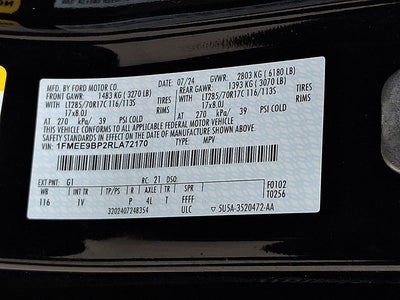 MFD. BY FORD MOTOR CO.
DATE: 07/24 GVWR: 2803 KG ( 6180 LB)
FRONT GAWR: 1483 KG ( 3270 LB) REAR GAWR: 1393 KG ( 3070 LB)
WITH LT285/70R17C 116/113S TIRES WITH LT285/70R17C 116/113S TIRES
17x8.0J RIMS 17x8.0J RIMS
AT 270 kPa/ 39 PSI COLD AT 270 kPa/ 39 PSI COLD
THIS VEHICLE CONFORMS TO ALL APPLICABLE FEDERAL MOTOR VEHICLE
SAFETY STANDARDS IN EFFECT ON THE DATE OF MANUFACTURE SHOWN ABOVE.
VIN: 1FMEE9BP2RLA72170 TYPE: MPV
EXT PNT: G1 RC: 21 DSO: F0102
WB INT TR TP/PS R AXLE TR SPR T0256
116 1V P 4L T FFFF
3202407248354 ULC 5U5A-3520472-AA